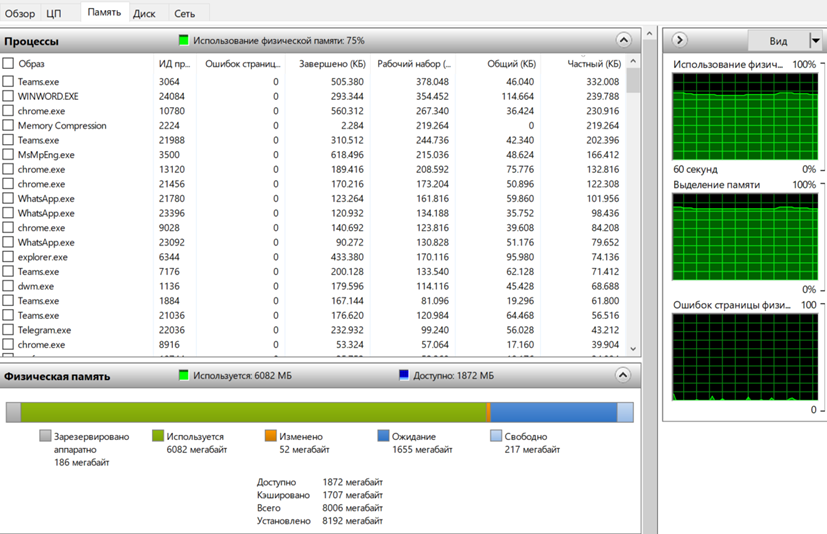 Обзор ЦП Память Диск Сеть
Процессы Использование физической памяти: 75%
Образ ИД пр... Ошибок страниц... Завершено (КБ) Рабочий набор (... Общий (КБ) Частный (КБ)
Teams.exe 3064 0 505.380 378.048 46.040 332.008
WINWORD.EXE 24084 0 293.344 354.452 114.664 239.788
chrome.exe 10780 0 560.312 267.340 36.424 230.916
Memory Compression 2224 0 2.284 219.264 0 219.264
Teams.exe 21988 0 310.512 244.736 42.340 202.396
MsMpEng.exe 3500 0 618.496 215.036 48.624 166.412
chrome.exe 13120 0 189.416 208.592 75.776 132.816
chrome.exe 21456 0 170.216 173.204 50.896 122.308
WhatsApp.exe 21780 0 123.264 161.816 59.860 101.956
WhatsApp.exe 23396 0 120.932 134.188 35.752 98.436
chrome.exe 9028 0 140.692 123.816 39.608 84.208
WhatsApp.exe 23092 0 90.272 130.828 51.176 79.652
explorer.exe 6344 0 433.380 170.116 95.980 74.136
Teams.exe 7176 0 200.128 133.540 62.128 71.412
dwm.exe 1136 0 179.596 114.116 45.428 68.688
Teams.exe 1884 0 167.144 81.096 19.296 61.800
Teams.exe 21036 0 176.620 120.984 64.468 56.516
Telegram.exe 22036 0 232.932 99.240 56.028 43.212
chrome.exe 8916 0 53.324 57.064 17.160 39.904
Физическая память Используется: 6082 МБ Доступно: 1872 МБ
Зарезервировано Используется Изменено Ожидание Свободно
аппаратно 6082 мегабайт 52 мегабайт 1655 мегабайт 217 мегабайт
186 мегабайт
Доступно 1872 мегабайт
Кэшировано 1707 мегабайт
Всего 8006 мегабайт
Установлено 8192 мегабайт
Вид
Использование физич... 100%
60 секунд 0%
Выделение памяти 100%
0%
Ошибок страницы физи... 100
0